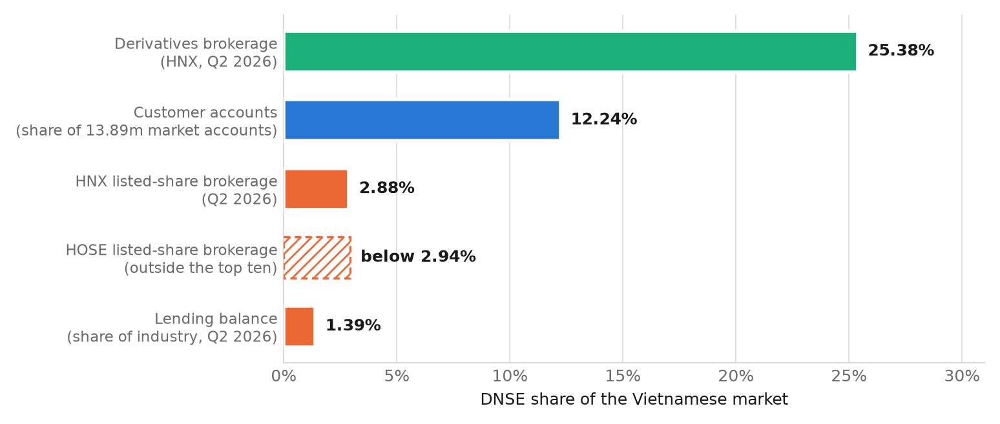 Derivatives brokerage
(HNX, Q2 2026)
25.38%
Customer accounts
(share of 13.89m market accounts)
12.24%
HNX listed-share brokerage
(Q2 2026)
2.88%
HOSE listed-share brokerage
(outside the top ten)
below 2.94%
Lending balance
(share of industry, Q2 2026)
1.39%
0% 5% 10% 15% 20% 25% 30%
DNSE share of the Vietnamese market